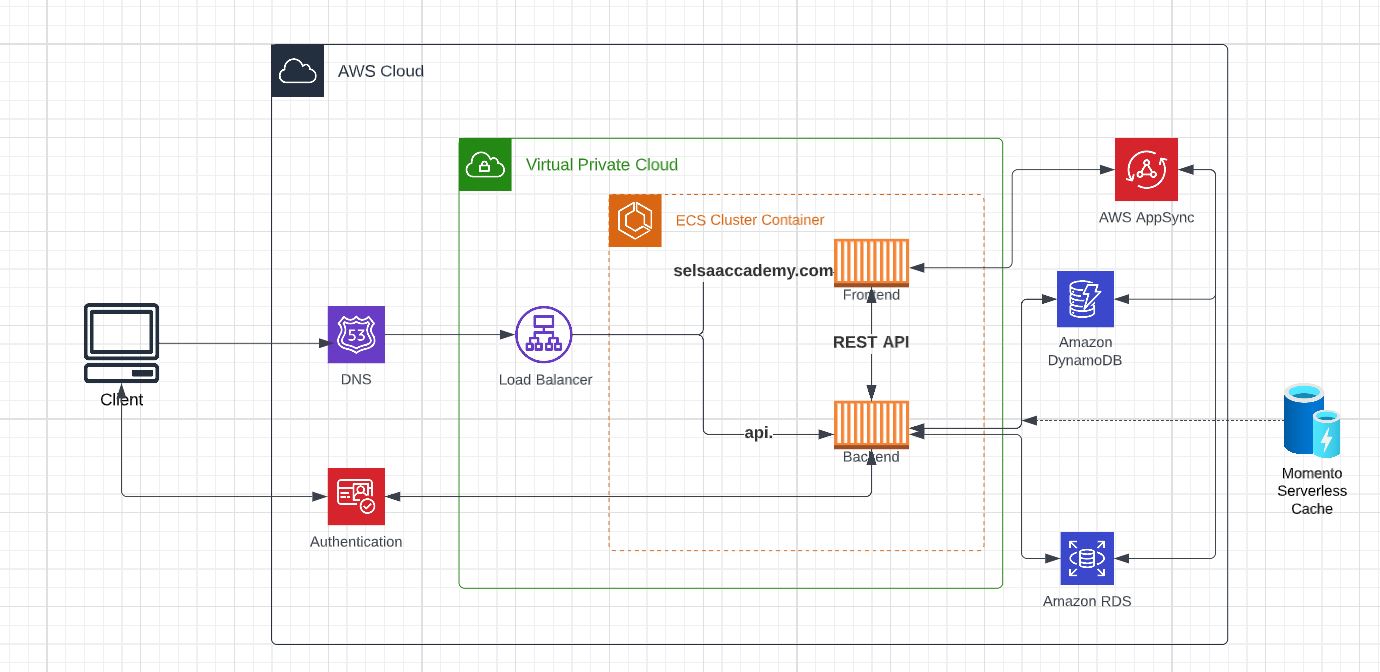 AWS Cloud
Virtual Private Cloud
ECS Cluster Container
AWS AppSync
selsaaccademy.com
Frontend
53
REST API
Amazon
DynamoDB
DNS
Load Balancer
Client
api.
Backend
Momento
Serverless
Cache
Authentication
Amazon RDS